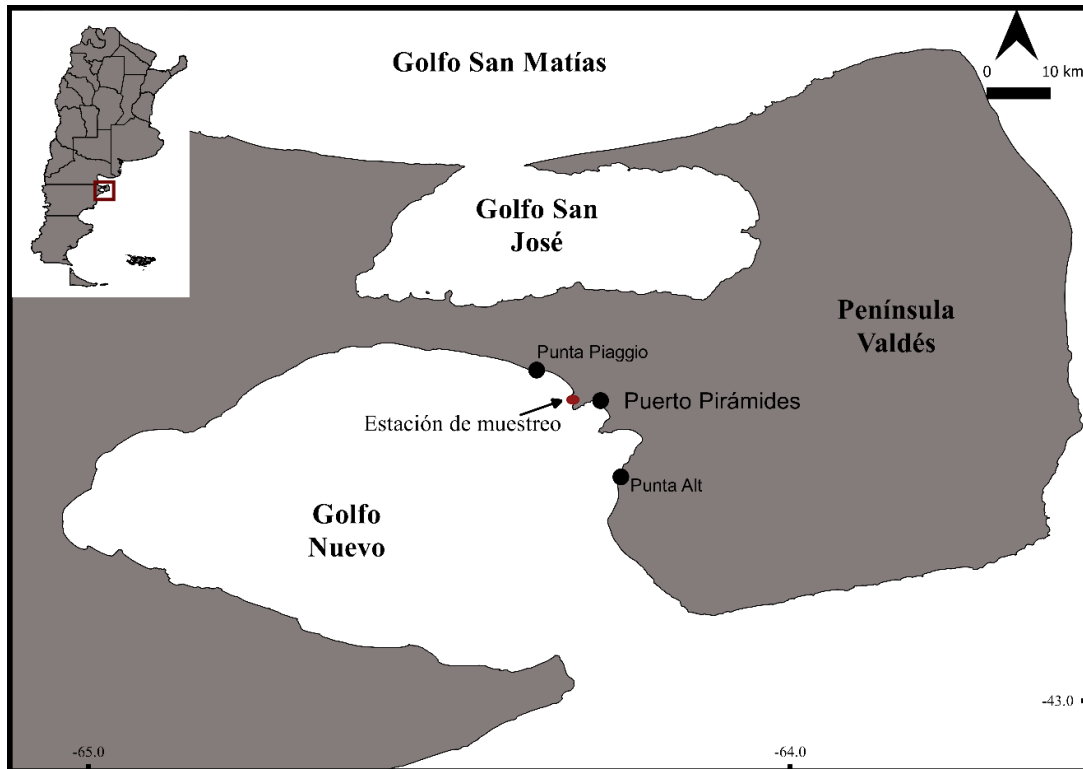 Golfo San Matías
0 10 km
Golfo San
José
Península
Valdés
Punta Piaggio
Puerto Pirámides
Estación de muestreo
Punta Alt
Golfo
Nuevo
-43.0
-65.0
-64.0